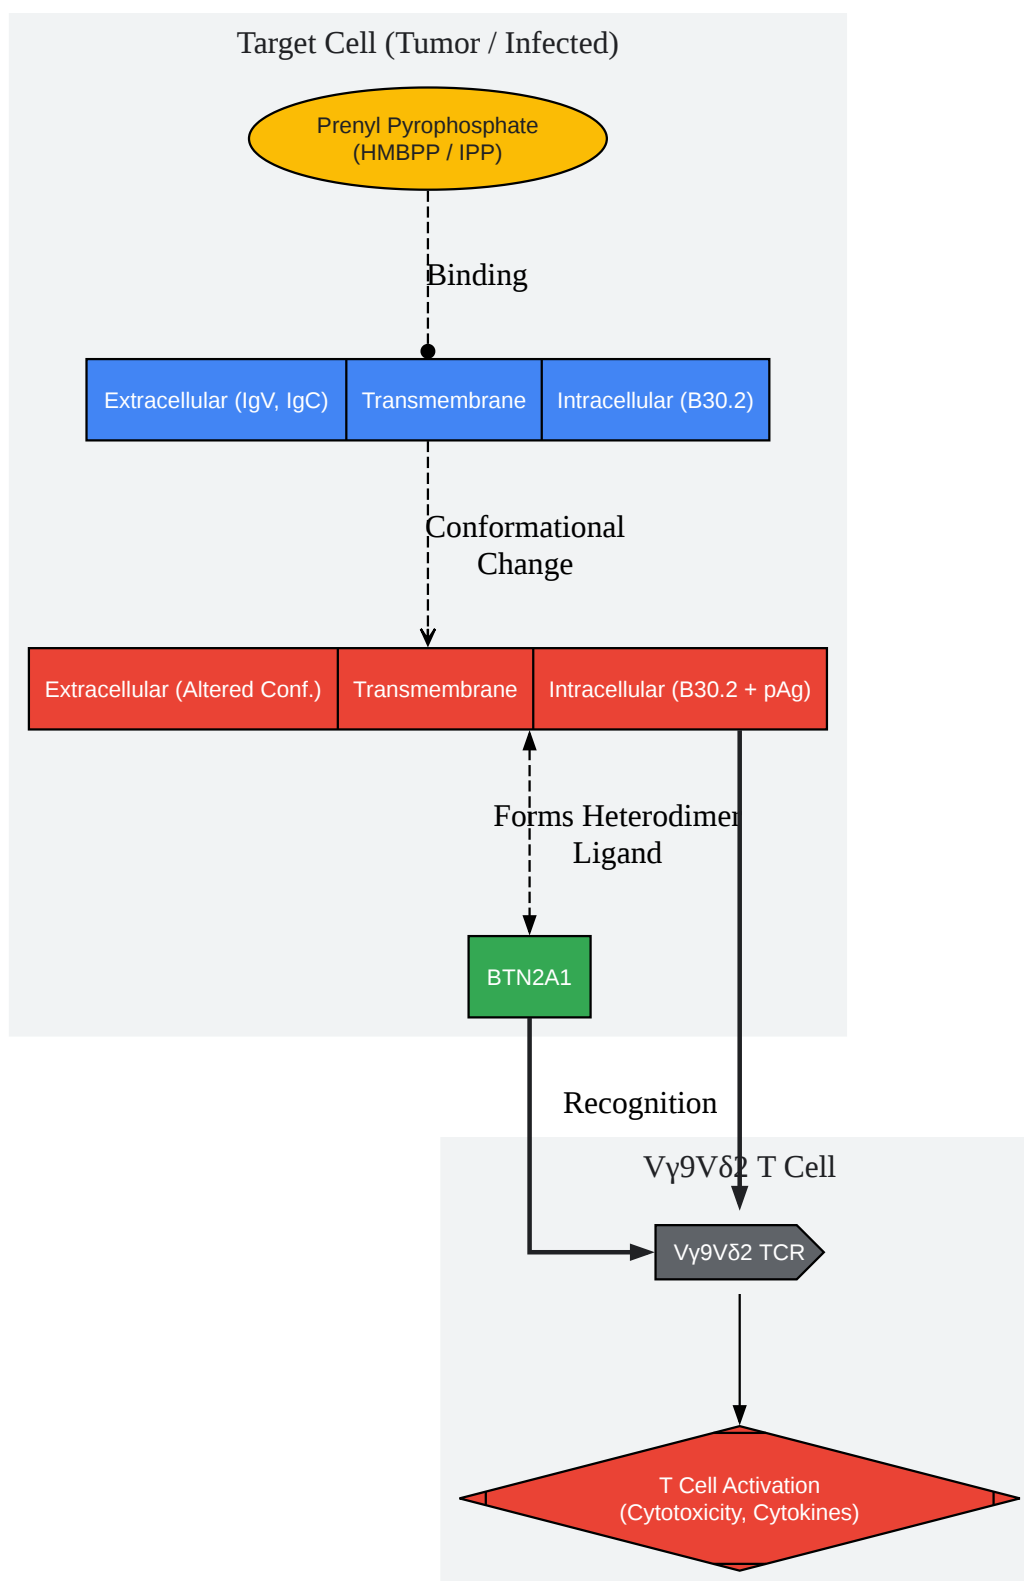 Target Cell (Tumor / Infected)
Prenyl Pyrophosphate
(HMBPP / IPP)
Binding
Extracellular (IgV, IgC)
Transmembrane
Intracellular (B30.2)
Conformational
Change
Extracellular (Altered Conf.)
Transmembrane
Intracellular (B30.2 + pAg)
Forms Heterodimer
Ligand
BTN2A1
Recognition
Vγ9Vδ2 T Cell
Vγ9Vδ2 TCR
T Cell Activation
(Cytotoxicity, Cytokines)